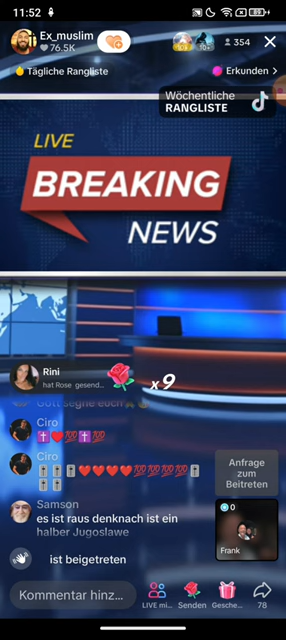 11:52
89
Ex_muslim
76.5K
10+
354
Tägliche Rangliste
Erkunden
Wöchentliche
RANGLISTE
LIVE
BREAKING
NEWS
Rini
hat Rose gesend...
x9
Gott segne euch
Ciro
💯 💯
Ciro
💯💯💯💯
Samson
es ist raus denknach ist ein
halber Jugoslawe
ist beigetreten
Anfrage
zum
Beitreten
0
Frank
Kommentar hinz...
LIVE mi...
Senden
Gesche...
78